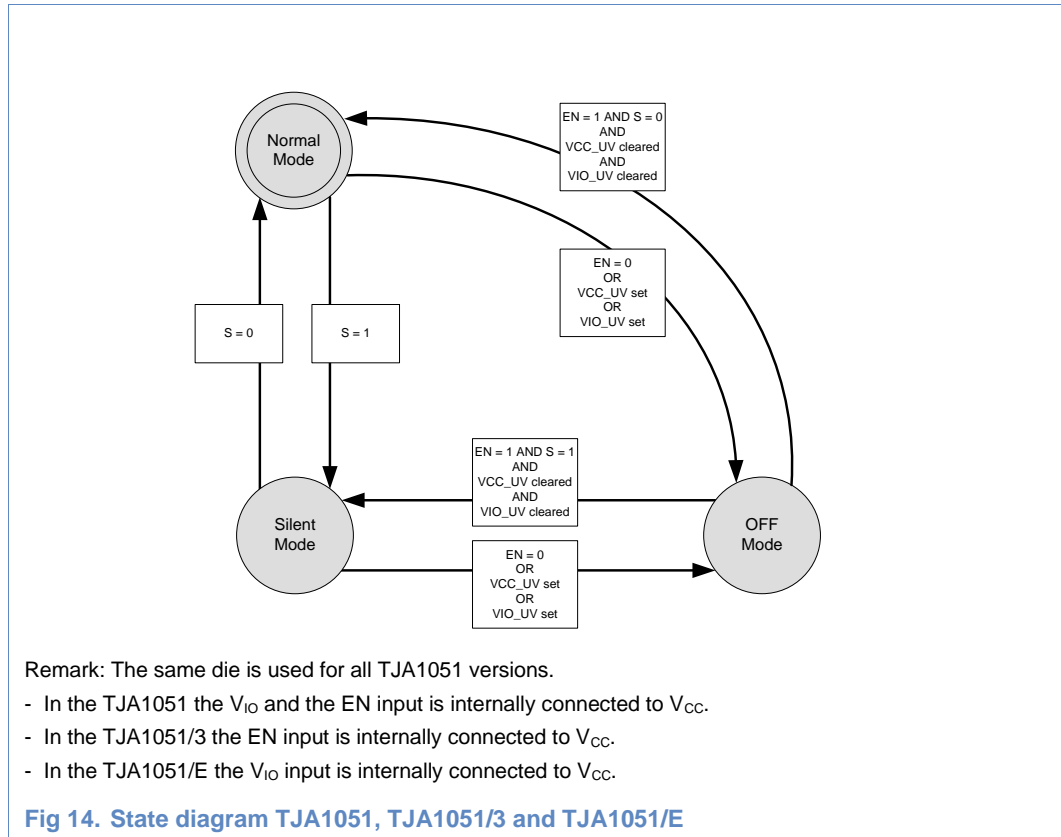 Normal
Mode
EN = 1 AND S = 0
AND
VCC_UV cleared
AND
VIO_UV cleared
EN = 0
OR
VCC_UV set
OR
VIO_UV set
S = 0
S = 1
EN = 1 AND S = 1
AND
VCC_UV cleared
AND
VIO_UV cleared
Silent
Mode
OFF
Mode
EN = 0
OR
VCC_UV set
OR
VIO_UV set
Remark: The same die is used for all TJA1051 versions.
- In the TJA1051 the VIO and the EN input is internally connected to VCC.
- In the TJA1051/3 the EN input is internally connected to VCC.
- In the TJA1051/E the VIO input is internally connected to VCC.
Fig 14. State diagram TJA1051, TJA1051/3 and TJA1051/E